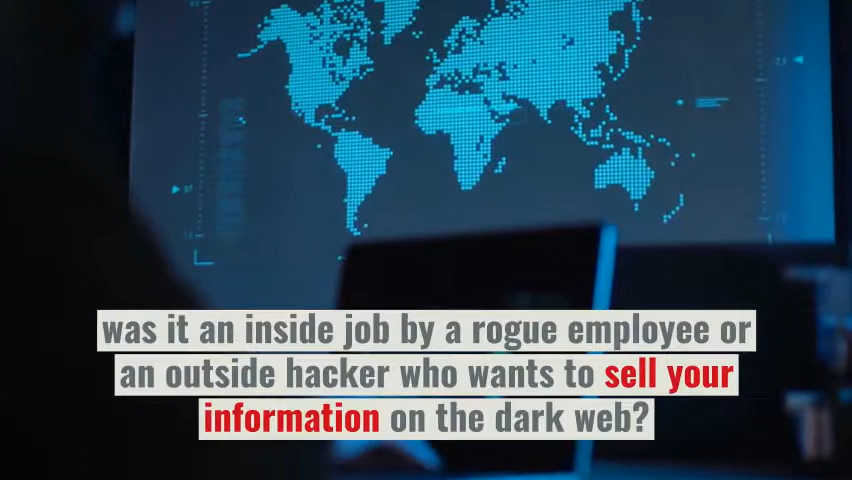 was it an inside job by a rogue employee or
an outside hacker who wants to sell your
information on the dark web?